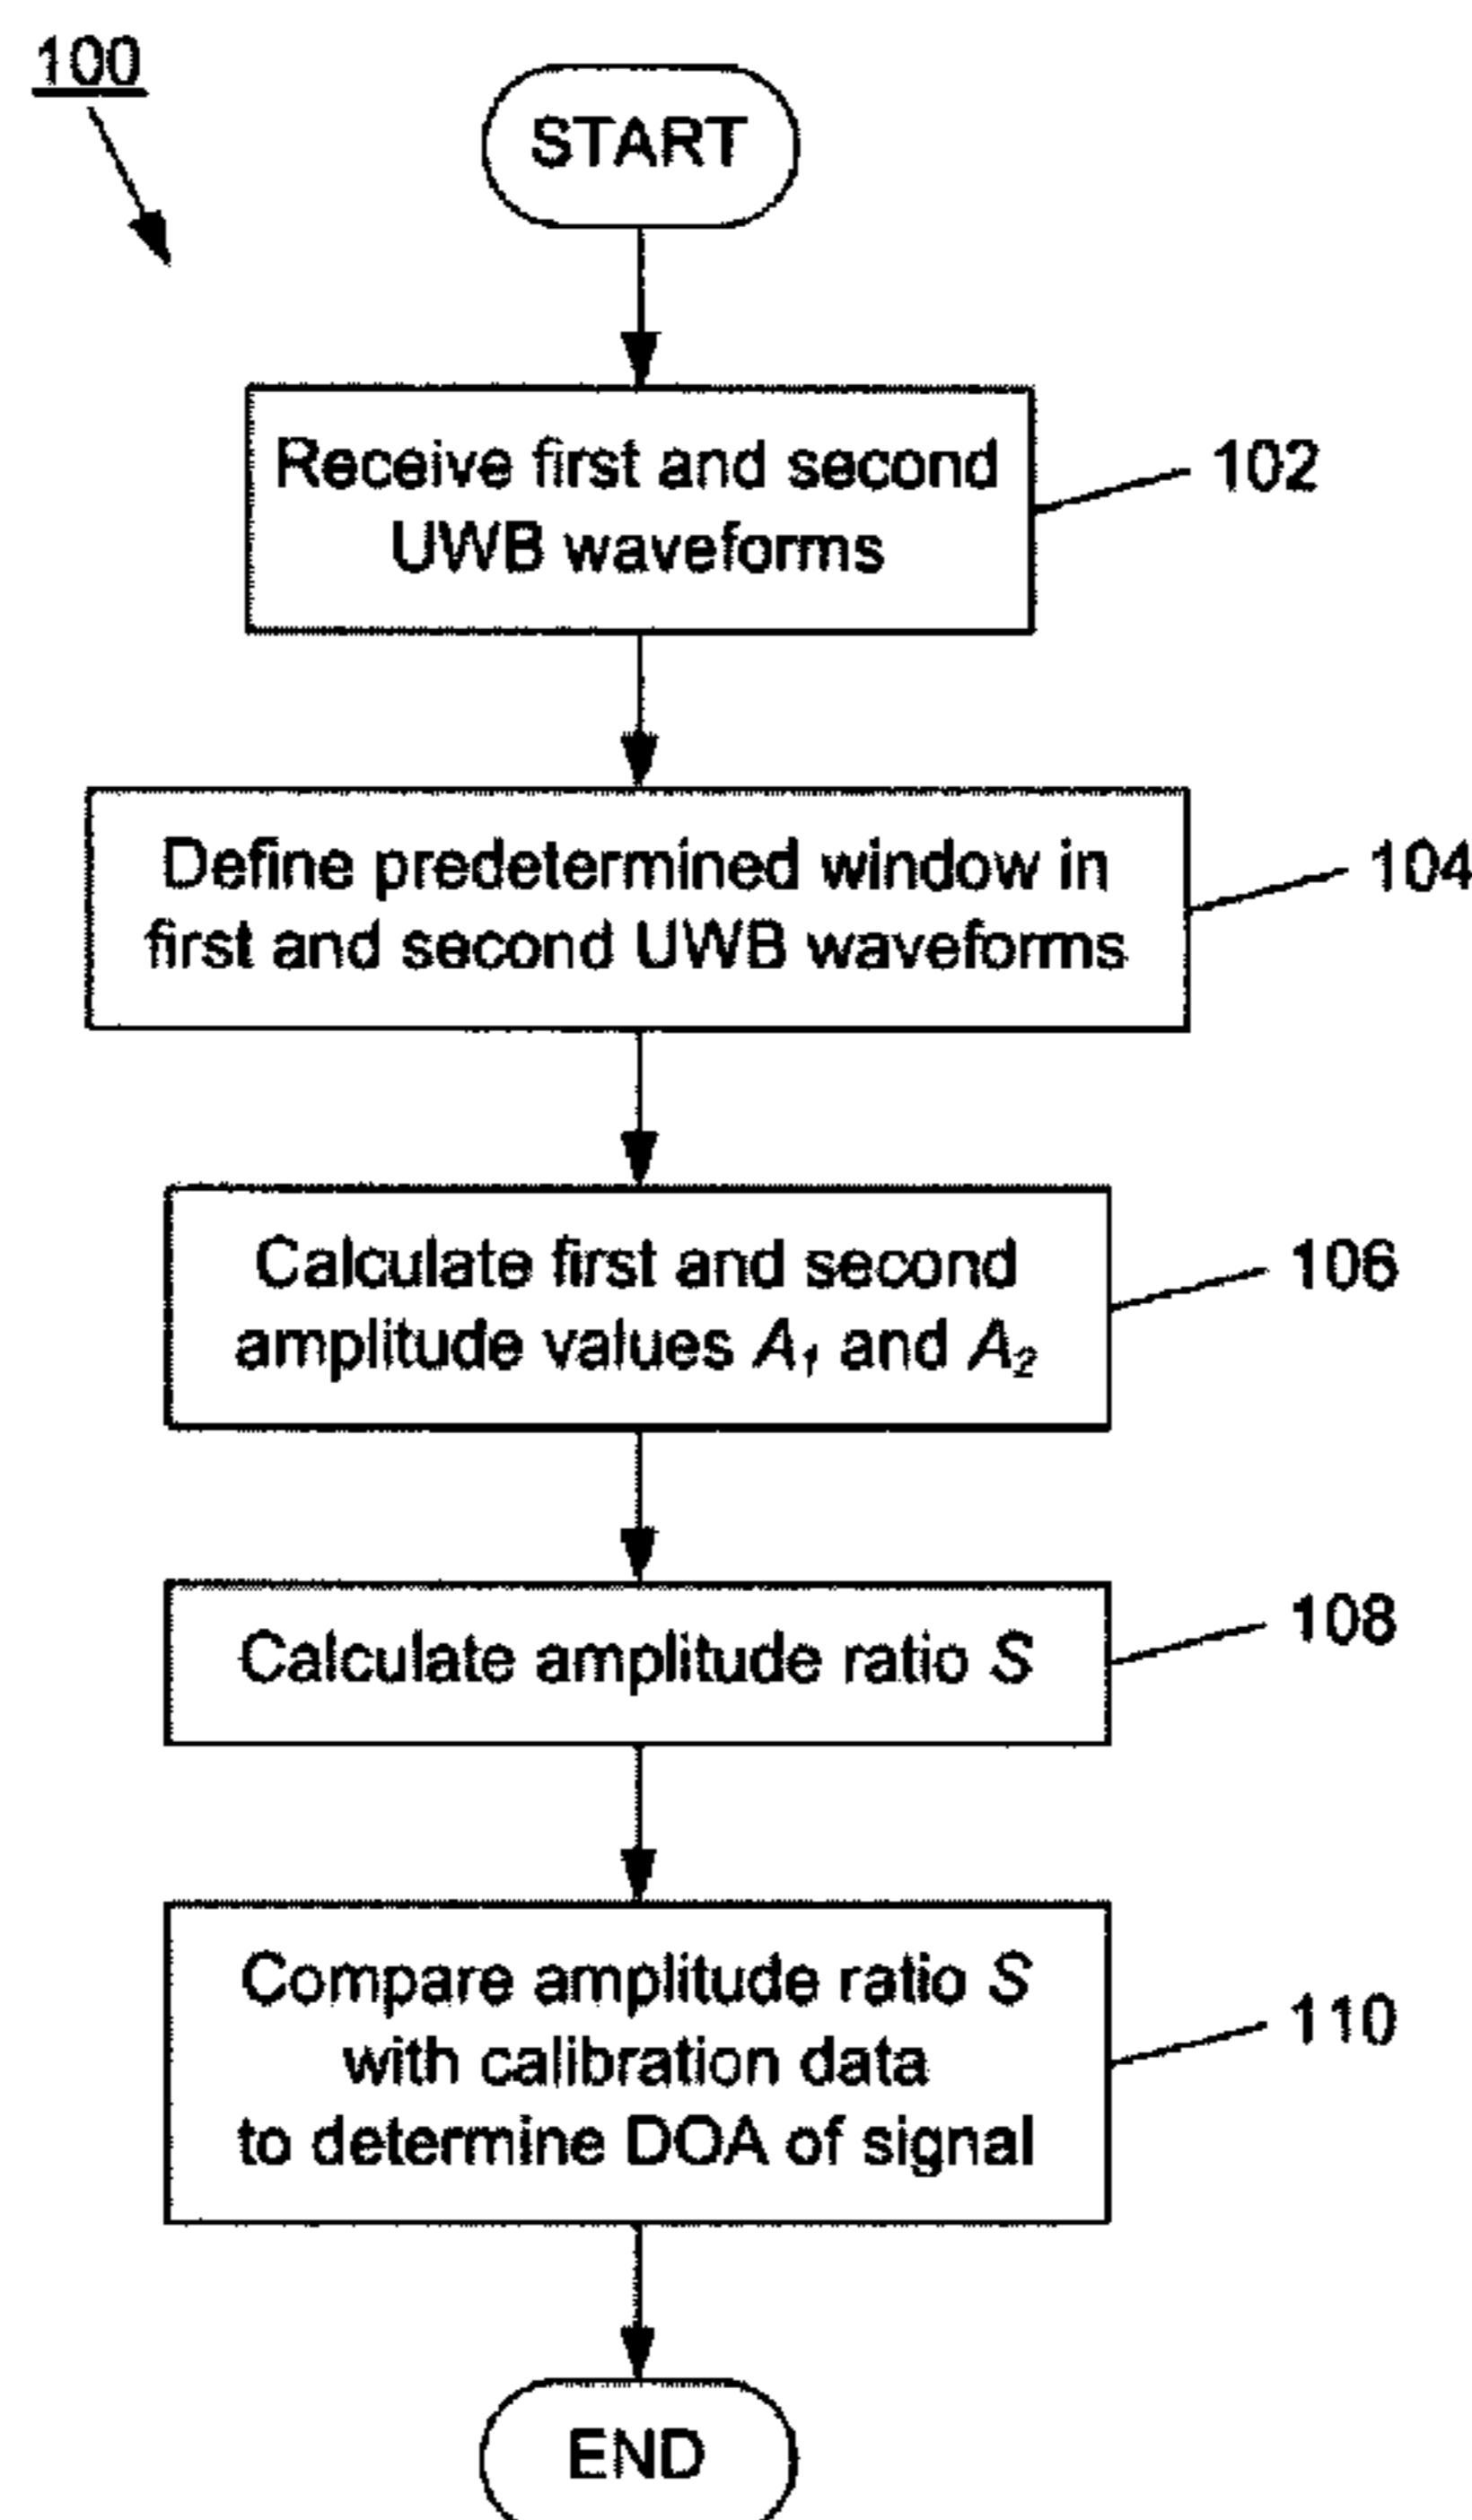 100
START
Receive first and second
UWB waveforms
102
Define predetermined window in
first and second UWB waveforms
104
Calculate first and second
amplitude values A₁ and A₂
106
Calculate amplitude ratio S
108
Compare amplitude ratio S
with calibration data
to determine DOA of signal
110
END